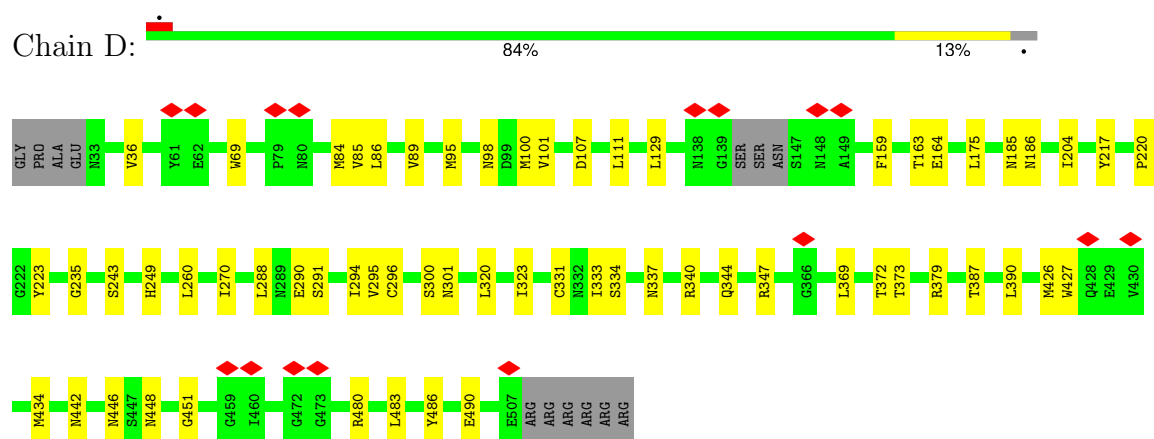 Chain D:
84% 13%
GLY PRO ALA GLU N33 V36 Y61 E62 W69 P79 N80 M84 V85 L86 V89 M95 N98 D99 M100 V101 D107 L111 L129 N138 G139 SER SER ASN S147 N148 A149 F159 T163 E164 L175 N185 N186 I204 Y217 P220
G222 Y223 G235 S243 H249 L260 I270 L288 N289 E290 S291 I294 V295 C296 S300 N301 L320 I323 C331 N332 I333 S334 N337 R340 Q344 R347 G366 L369 T372 T373 R379 T387 L390 M426 W427 Q428 E429 V430
M434 N442 N446 S447 N448 G451 G459 I460 G472 G473 R480 L483 Y486 E490 E507 ARG ARG ARG ARG ARG ARG